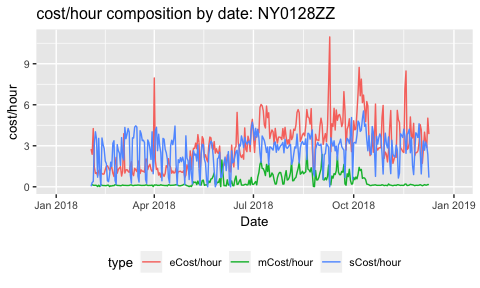 cost/hour composition by date: NY0128ZZ
cost/hour
9
6
3
0
Jan 2018 Apr 2018 Jul 2018 Oct 2018 Jan 2019
Date
type eCost/hour mCost/hour sCost/hour